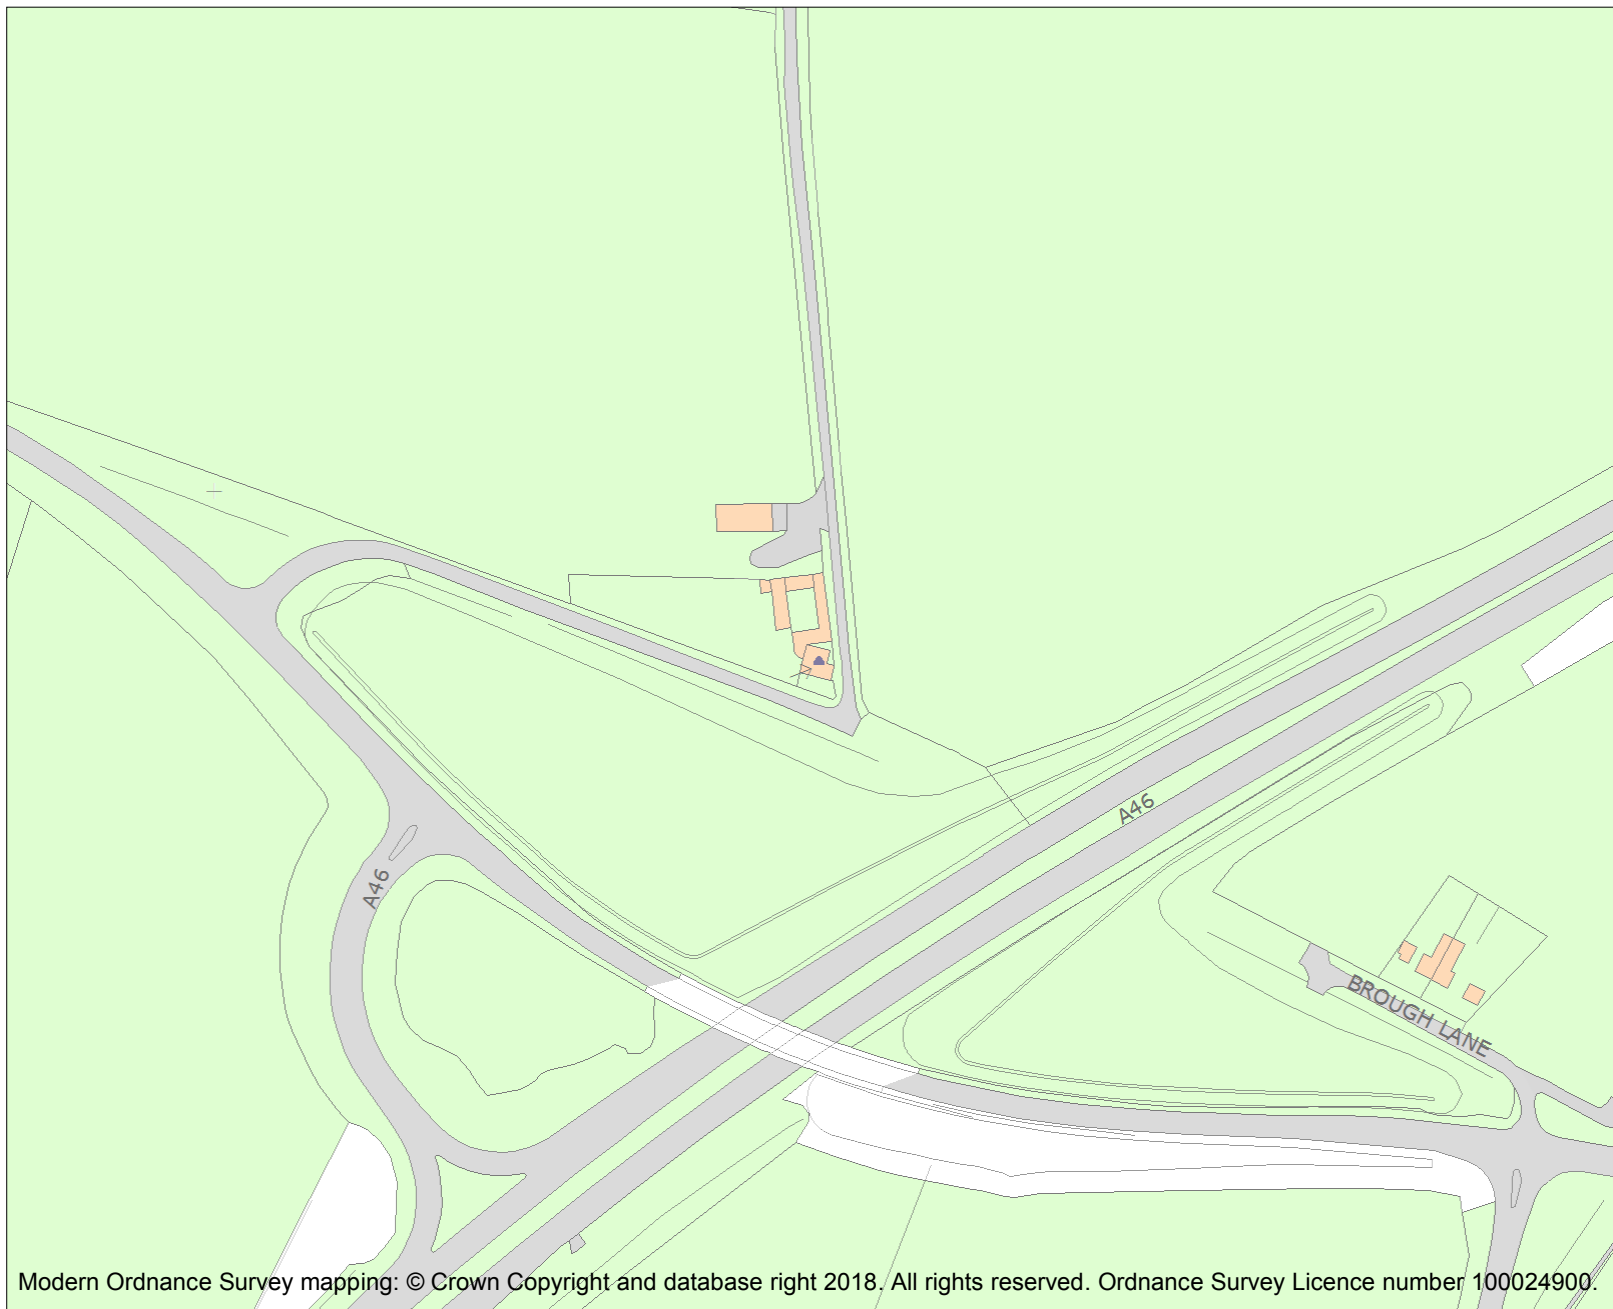 A46
A46
BROUGH LANE
Modern Ordnance Survey mapping: © Crown Copyright and database right 2018. All rights reserved. Ordnance Survey Licence number 100024900.